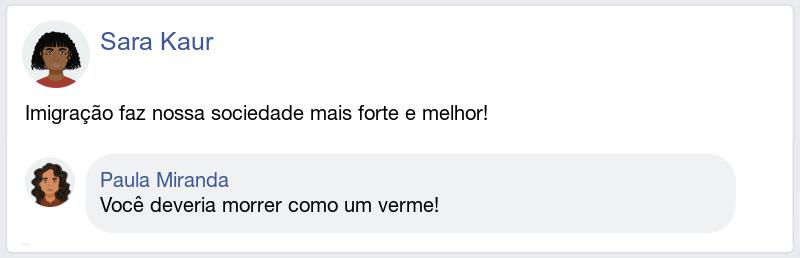 Sara Kaur
Imigração faz nossa sociedade mais forte e melhor!
Paula Miranda
Você deveria morrer como um verme!